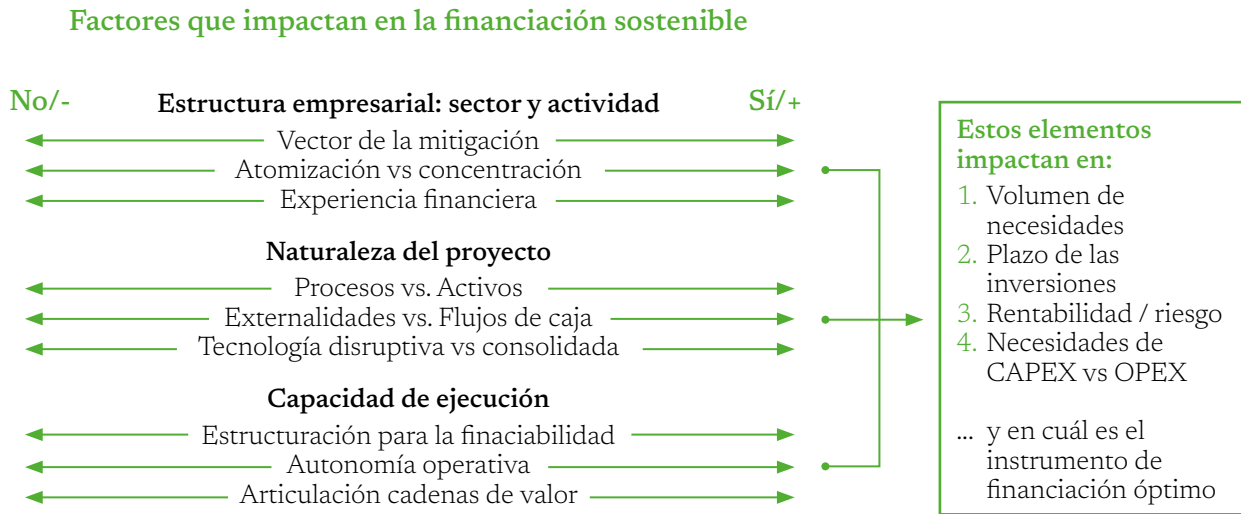 Factores que impactan en la financiación sostenible
No/-
Estructura empresarial: sector y actividad
Sí/+
Vector de la mitigación
Atomización vs concentración
Experiencia financiera
Naturaleza del proyecto
Procesos vs. Activos
Externalidades vs. Flujos de caja
Tecnología disruptiva vs consolidada
Capacidad de ejecución
Estructuración para la finaciabilidad
Autonomía operativa
Articulación cadenas de valor
Estos elementos
impactan en:
1. Volumen de
necesidades
2. Plazo de las
inversiones
3. Rentabilidad / riesgo
4. Necesidades de
CAPEX vs OPEX
... y en cuál es el
instrumento de
financiación óptimo